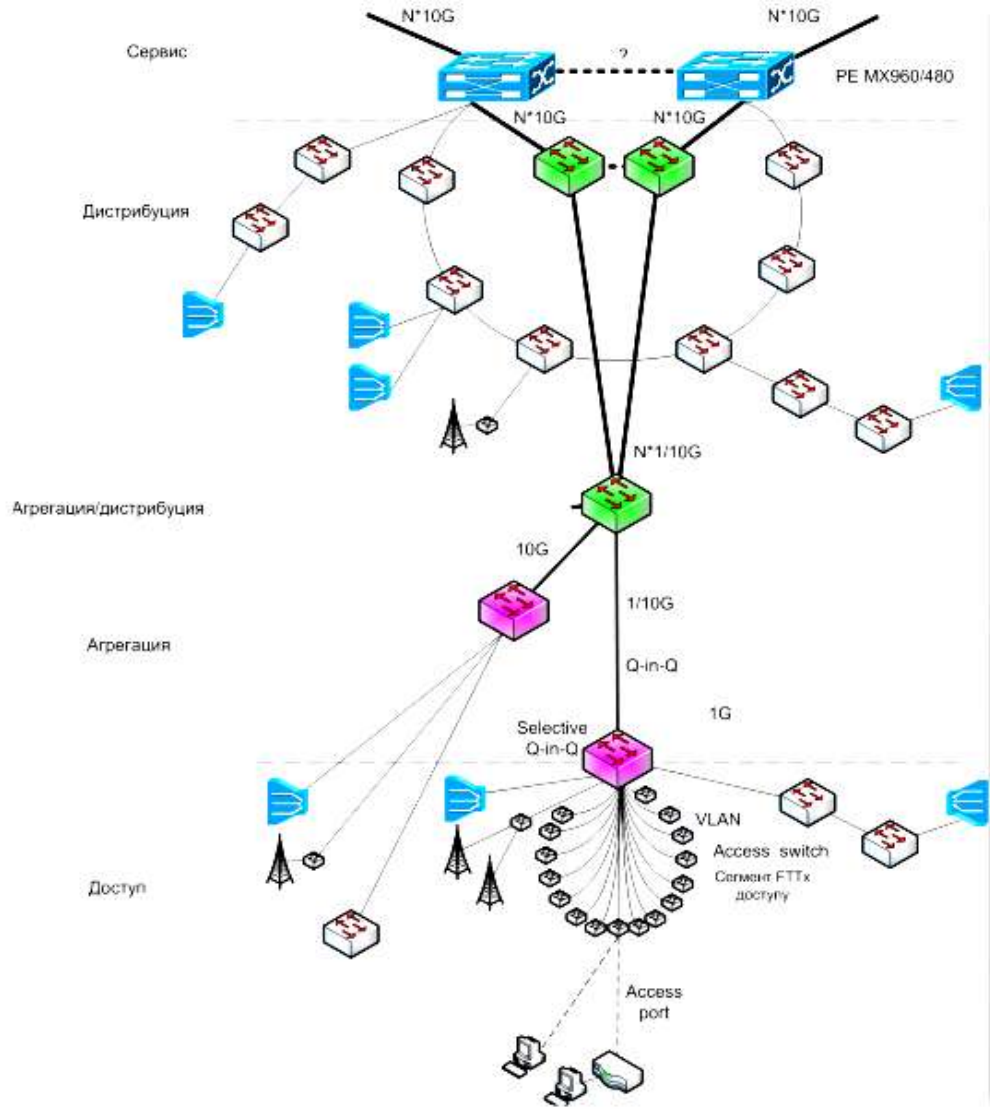 N*10G
N*10G
Сервис
?
PE MX960/480
N*10G
N*10G
Дистрибуция
N*1/10G
Агрегация/дистрибуция
10G
1/10G
Агрегация
Q-in-Q
1G
Selective
Q-in-Q
VLAN
Access switch
Сегмент FTTx
доступу
Доступ
Access
port